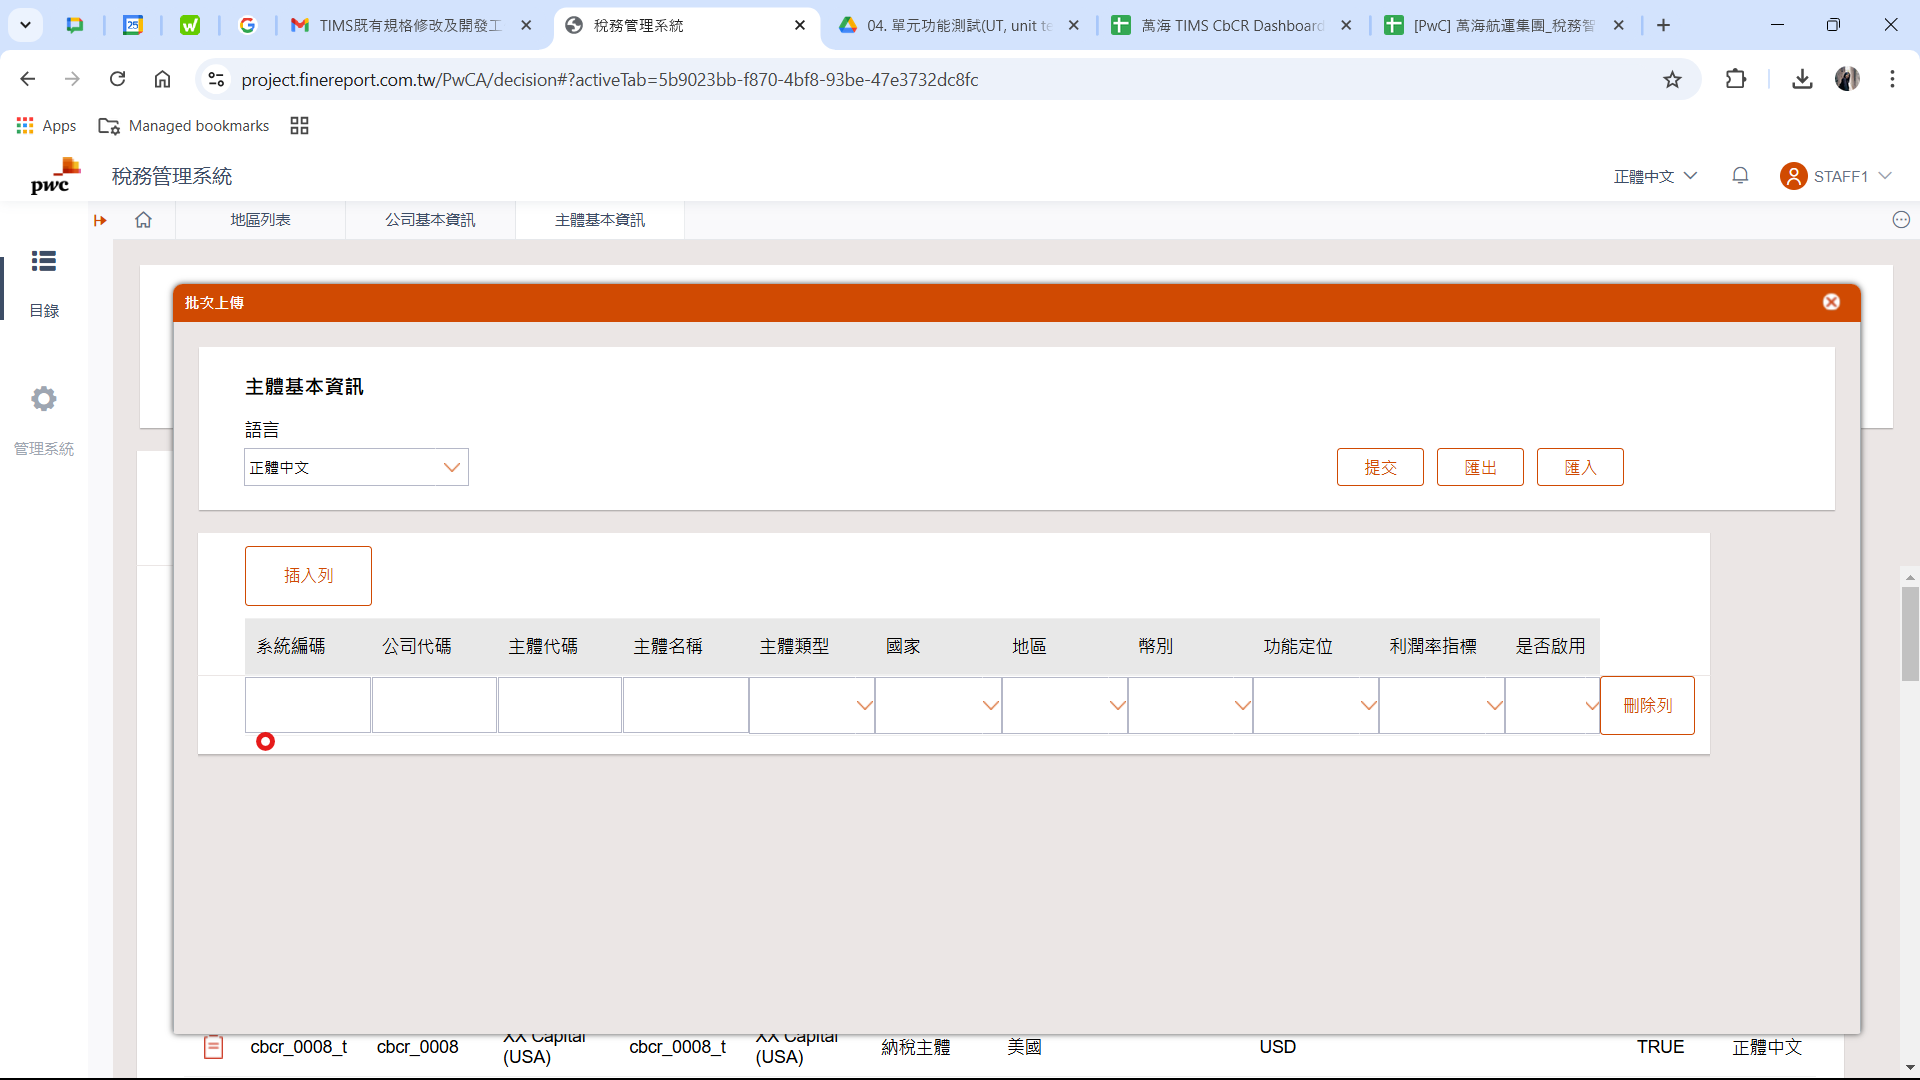 TIMS既有規格修改及開發工
稅務管理系統
04. 單元功能測試(UT, unit te
萬海 TIMS CbCR Dashboard
[PwC] 萬海航運集團_稅務智
project.finereport.com.tw/PwCA/decision#?activeTab=5b9023bb-f870-4bf8-93be-47e3732dc8fc
Apps
Managed bookmarks
pwc
稅務管理系統
正體中文
STAFF1
地區列表
公司基本資訊
主體基本資訊
目錄
管理系統
批次上傳
主體基本資訊
語言
正體中文
提交
匯出
匯入
插入列
系統編碼 公司代碼 主體代碼 主體名稱 主體類型 國家 地區 幣別 功能定位 利潤率指標 是否啟用
刪除列
cbcr_0008_t cbcr_0008 XX Capital (USA) cbcr_0008_t XX Capital (USA) 納稅主體 美國 USD TRUE 正體中文